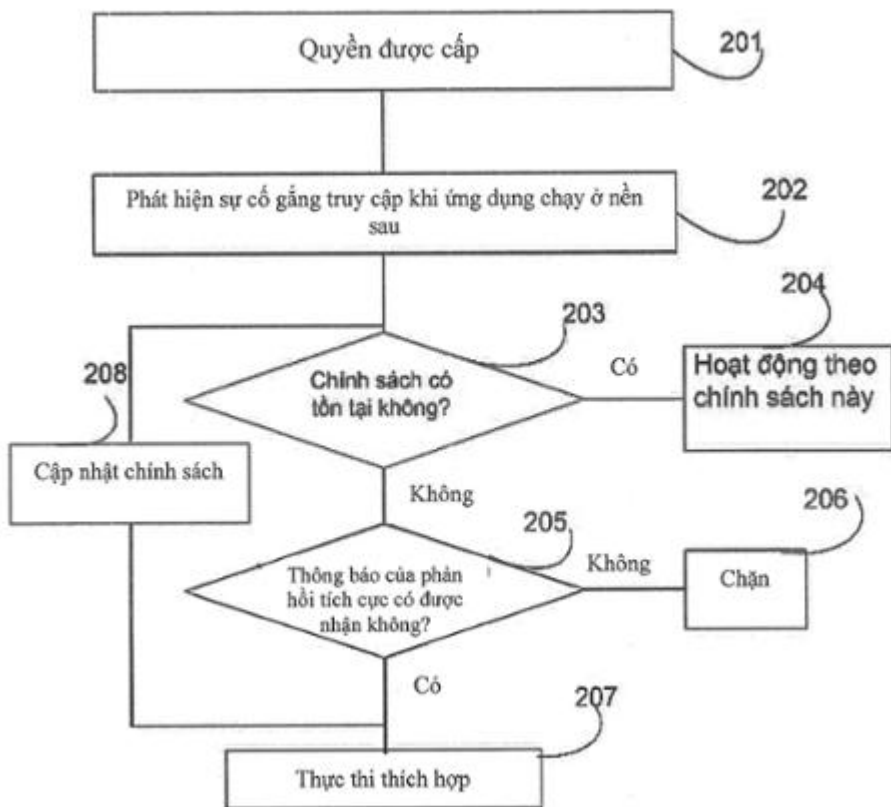 Quyền được cấp
201
Phát hiện sự cố gắng truy cập khi ứng dụng chạy ở nền
sau
202
203
204
Chính sách có
tồn tại không?
Có
Hoạt động theo
chính sách này
208
Cập nhật chính sách
Không
205
206
Thông báo của phản
hồi tích cực có được
nhận không?
Không
Chặn
Có
207
Thực thi thích hợp